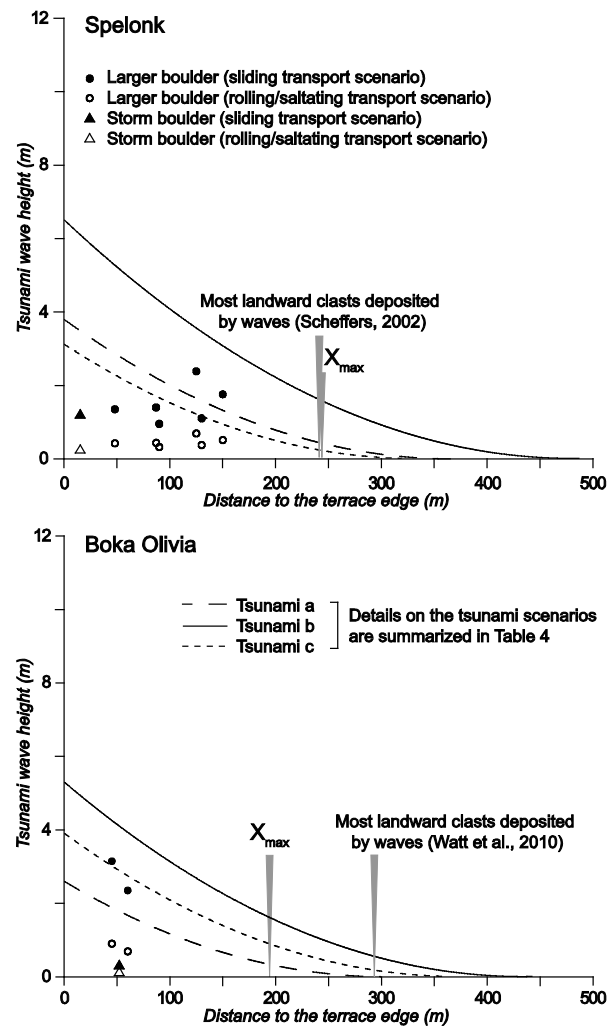 12
Spelonk
Larger boulder (sliding transport scenario)
Larger boulder (rolling/saltating transport scenario)
Storm boulder (sliding transport scenario)
Storm boulder (rolling/saltating transport scenario)
8
Tsunami wave height (m)
Most landward clasts deposited
by waves (Scheffers, 2002)
4
Xmax
0
0 100 200 300 400 500
Distance to the terrace edge (m)
12
Boka Olivia
Tsunami a
Tsunami b
Tsunami c
Details on the tsunami scenarios
are summarized in Table 4
8
Tsunami wave height (m)
4
Xmax
Most landward clasts deposited
by waves (Watt et al., 2010)
0
0 100 200 300 400 500
Distance to the terrace edge (m)